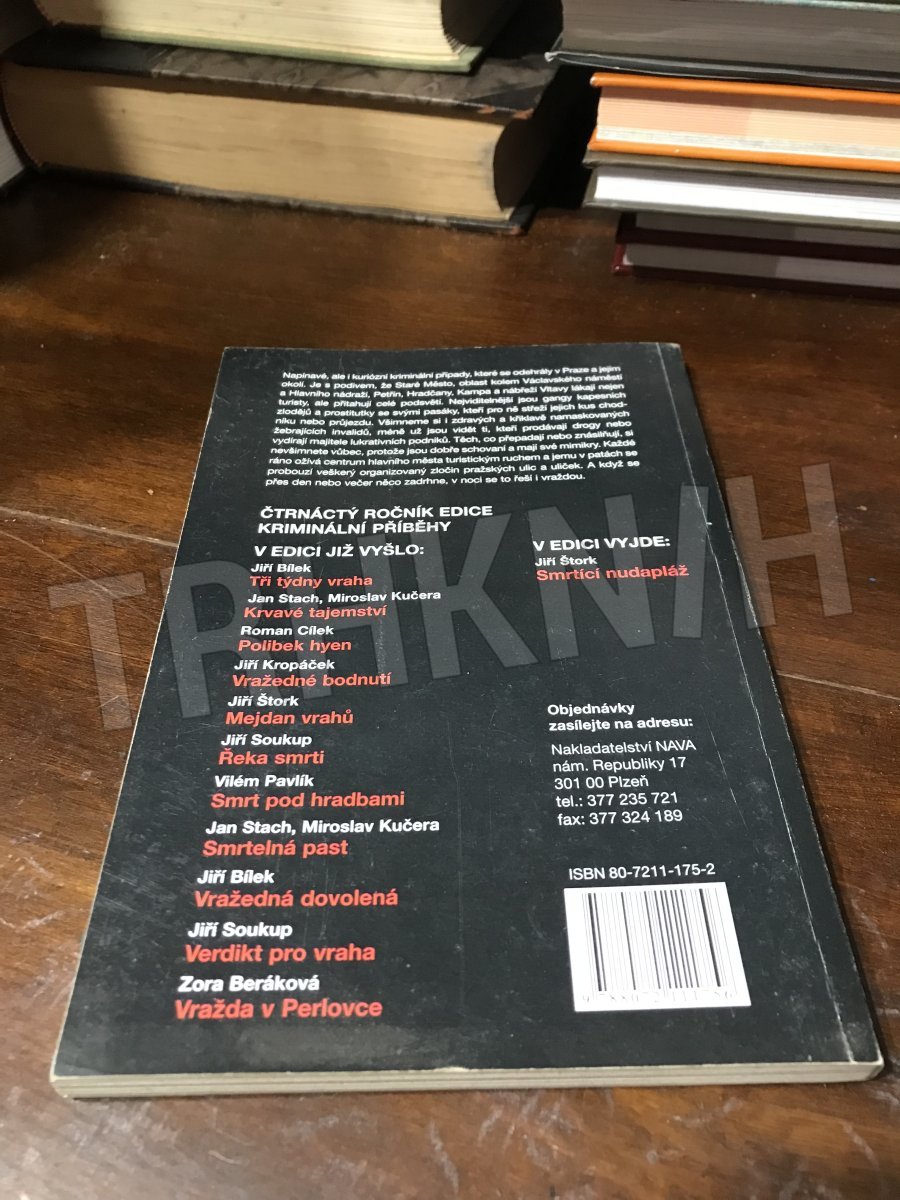 Napínavé, ale i kuriózní kriminální případy, které se odehrály v Praze a jejím
okolí. Je s podivem, že Staré Město, oblast kolem Václavského náměstí
a Hlavního nádraží, Petřín, Hradčany, Kampa a nábřeží Vltavy lákají nejen
turisty, ale přitahují celé podsvětí. Nejviditelnější jsou gangy kapesních
zlodějů a prostitutky se svými pasáky, kteří pro ně střeží jejich kus chod-
níku nebo průjezdu. Všimneme si i zdravých a křiklavě namaskovaných
žebrajících invalidů, méně už jsou vidět ti, kteří prodávají drogy nebo
vydírají majitele lukrativních podniků. Těch, co přepadají nebo znásilňují, si
nevšimnete vůbec, protože jsou dobře schovaní a mají své mimikry. Každé
ráno ožívá centrum hlavního města turistickým ruchem a jemu v patách se
probouzí veškerý organizovaný zločin pražských ulic a uliček. A když se
přes den nebo večer něco zadrhne, v noci se to řeší i vraždou.
ČTRNÁCTÝ ROČNÍK EDICE
KRIMINÁLNÍ PŘÍBĚHY
V EDICI JIŽ VYŠLO:
Jiří Bílek
Tři týdny vraha
Jan Stach, Miroslav Kučera
Krvavé tajemství
Roman Cílek
Polibek hyen
Jiří Kropáček
Vražedné bodnutí
Jiří Štork
Mejdan vrahů
Jiří Soukup
Řeka smrti
Vilém Pavlík
Smrt pod hradbami
Jan Stach, Miroslav Kučera
Smrtelná past
Jiří Bílek
Vražedná dovolená
Jiří Soukup
Verdikt pro vraha
Zora Beráková
Vražda v Perlovce
V EDICI VYJDE:
Jiří Štork
Smrtící nudapláž
Objednávky
zasílejte na adresu:
Nakladatelství NAVA
nám. Republiky 17
301 00 Plzeň
tel.: 377 235 721
fax: 377 324 189
ISBN 80-7211-175-2